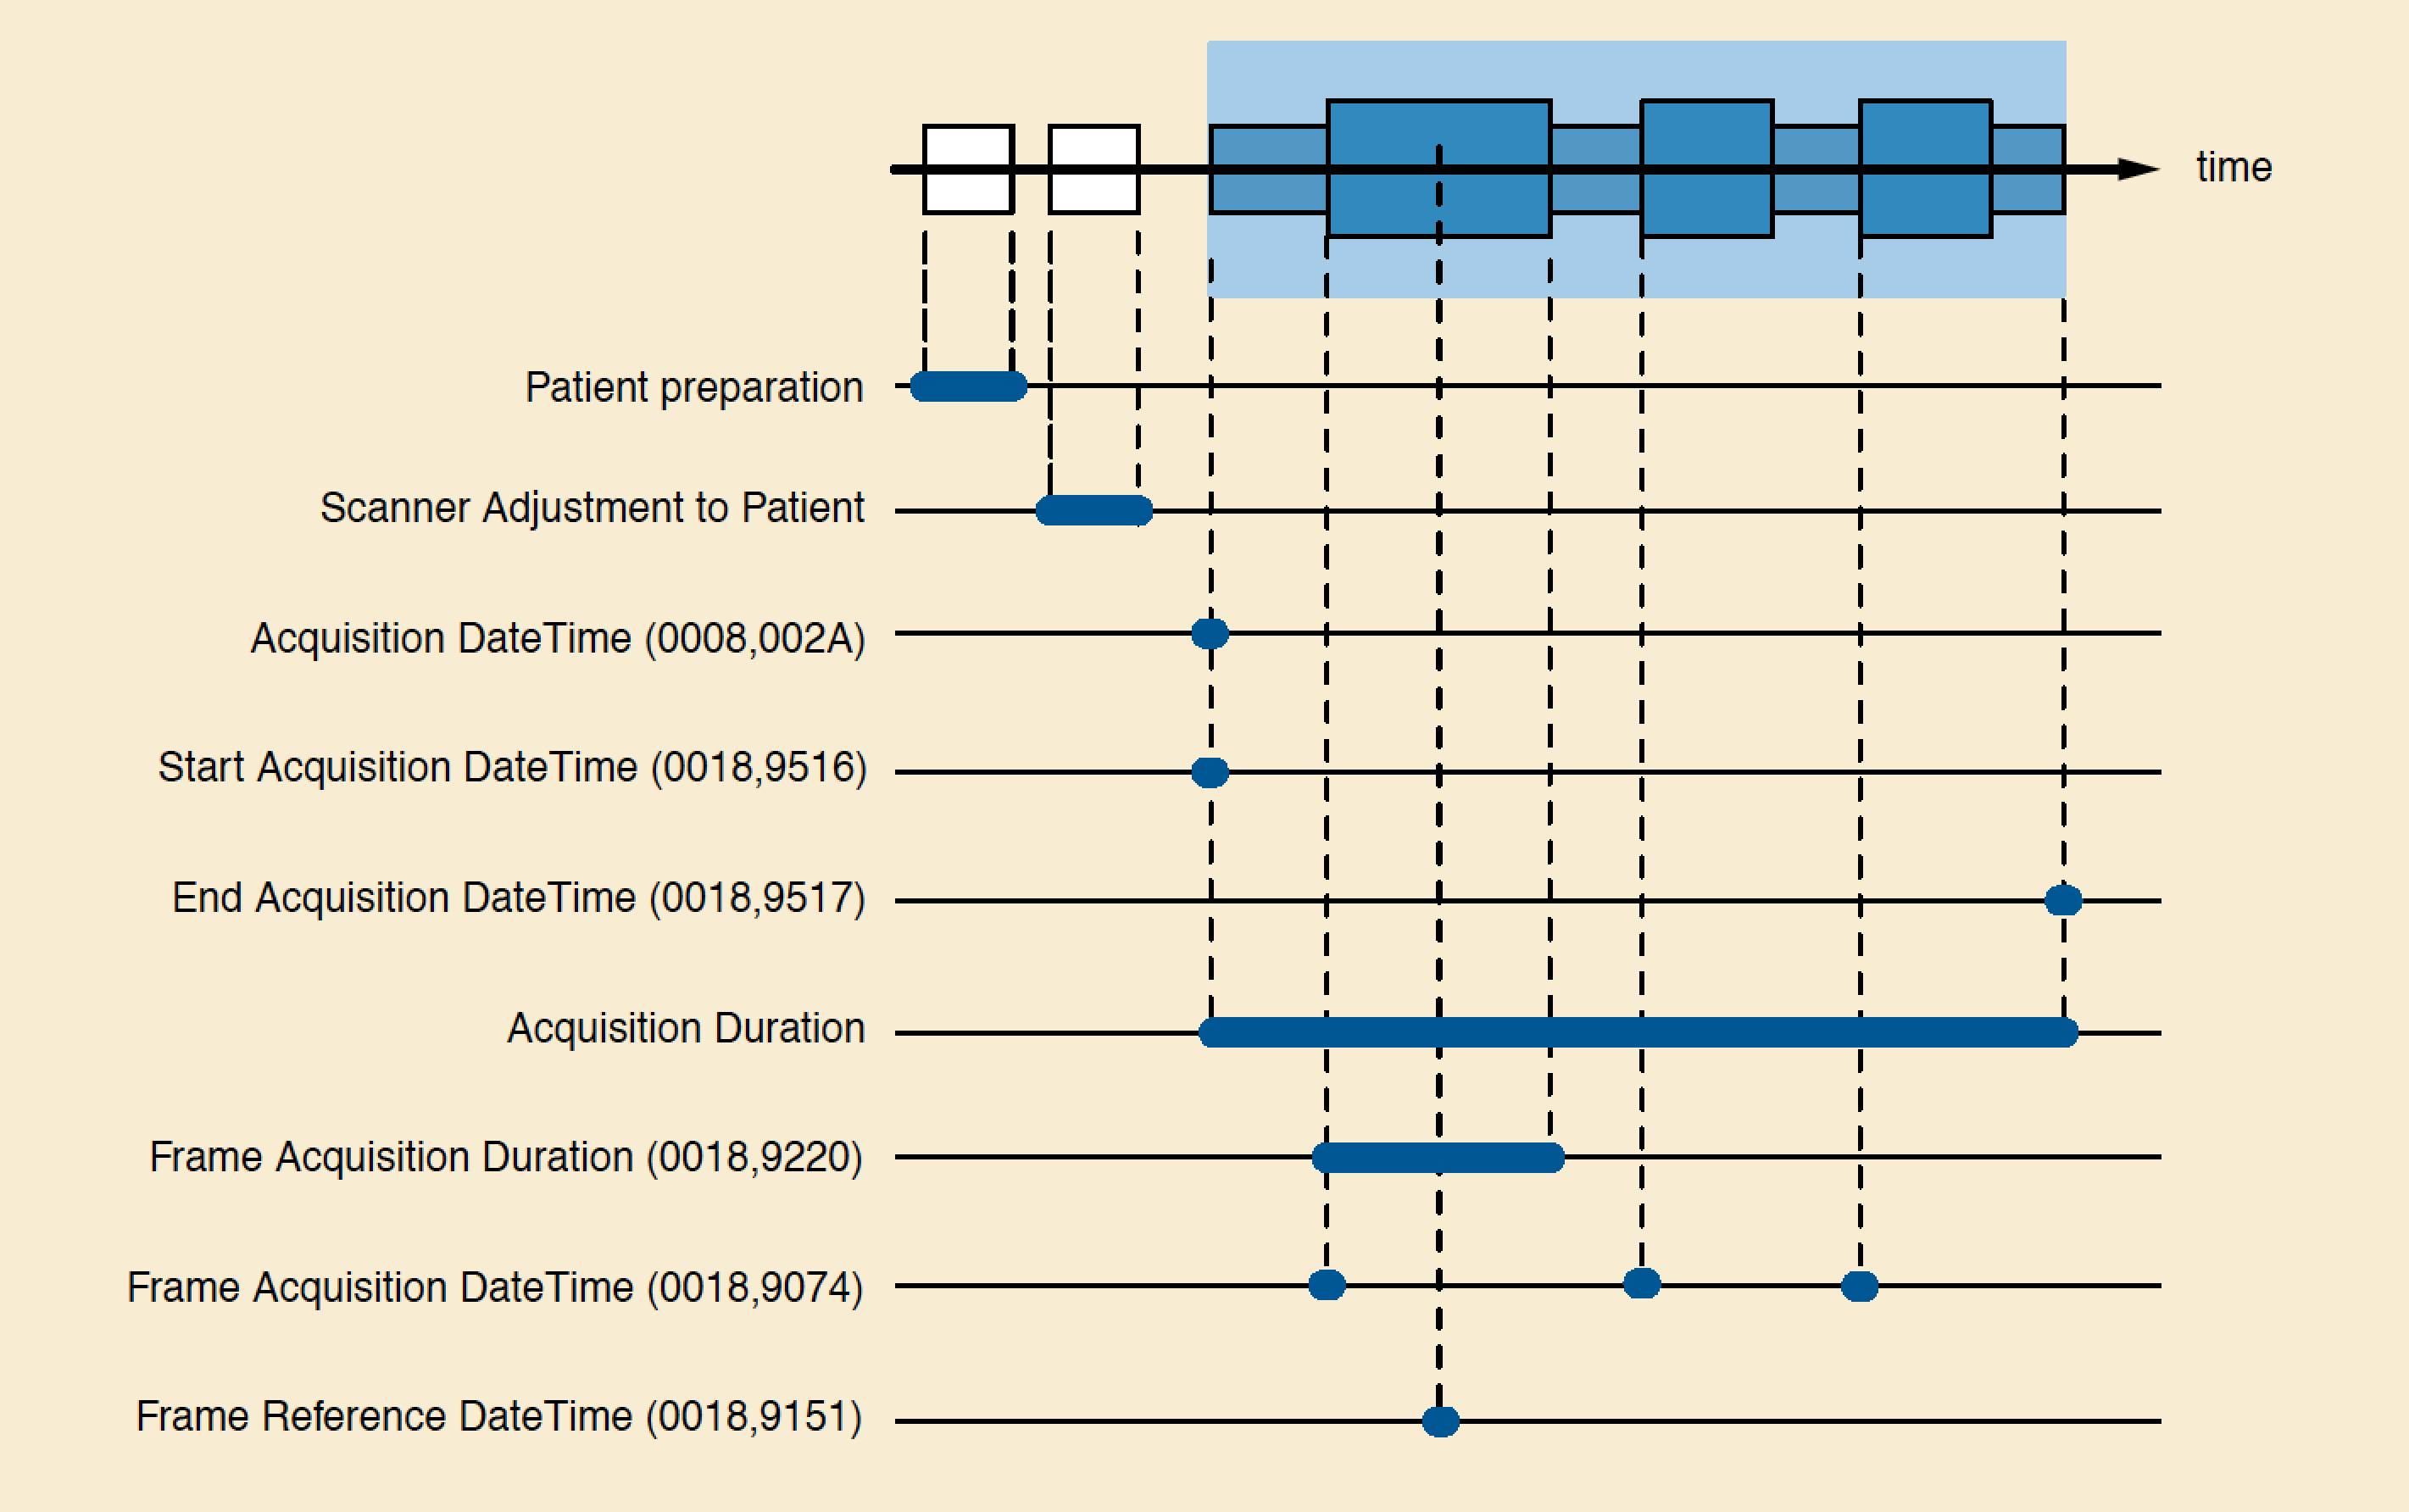 time
Patient preparation
Scanner Adjustment to Patient
Acquisition DateTime (0008,002A)
Start Acquisition DateTime (0018,9516)
End Acquisition DateTime (0018,9517)
Acquisition Duration
Frame Acquisition Duration (0018,9220)
Frame Acquisition DateTime (0018,9074)
Frame Reference DateTime (0018,9151)